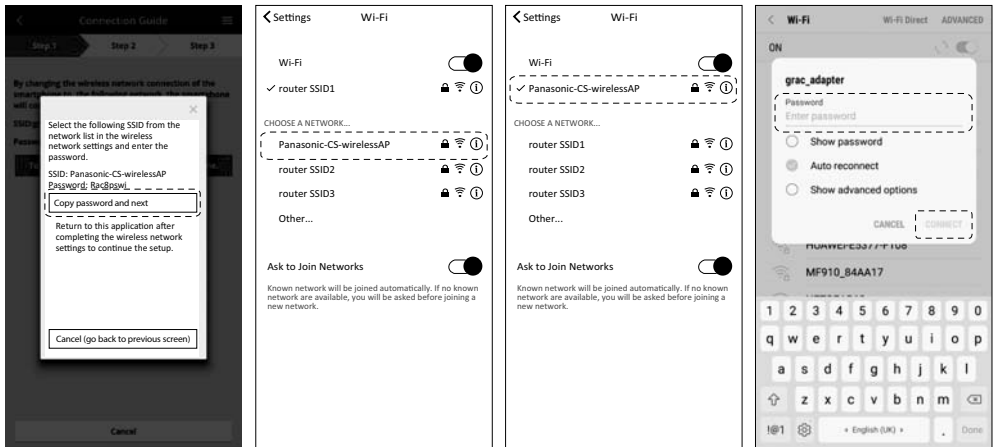 Connection Guide
Step 1
Step 2
Step 3
By changing the wireless network connection of the
Select the following SSID from the
network list in the wireless
network settings and enter the
password.
SSID: Panasonic-CS-wirelessAP
Password: Rac8pswj
Copy password and next
Return to this application after
completing the wireless network
settings to continue the setup.
Cancel (go back to previous screen)
Cancel
Settings
Wi-Fi
Wi-Fi
router SSID1
CHOOSE A NETWORK...
Panasonic-CS-wirelessAP
router SSID2
router SSID3
Other...
Ask to Join Networks
Known network will be joined automatically. If no known
network are available, you will be asked before joining a
new network.
Settings
Wi-Fi
Wi-Fi
Panasonic-CS-wirelessAP
CHOOSE A NETWORK...
router SSID1
router SSID2
router SSID3
Other...
Ask to Join Networks
Known network will be joined automatically. If no known
network are available, you will be asked before joining a
new network.
Wi-Fi
Wi-Fi Direct
ADVANCED
ON
grac_adapter
Password
Enter password
Show password
Auto reconnect
Show advanced options
CANCEL
CONNECT
HUAWEI-E5377-F108
MF910_84AA17
1 2 3 4 5 6 7 8 9 0
q w e r t y u i o p
a s d f g h j k l
z x c v b n m
!@1
English (UK)
.
Done